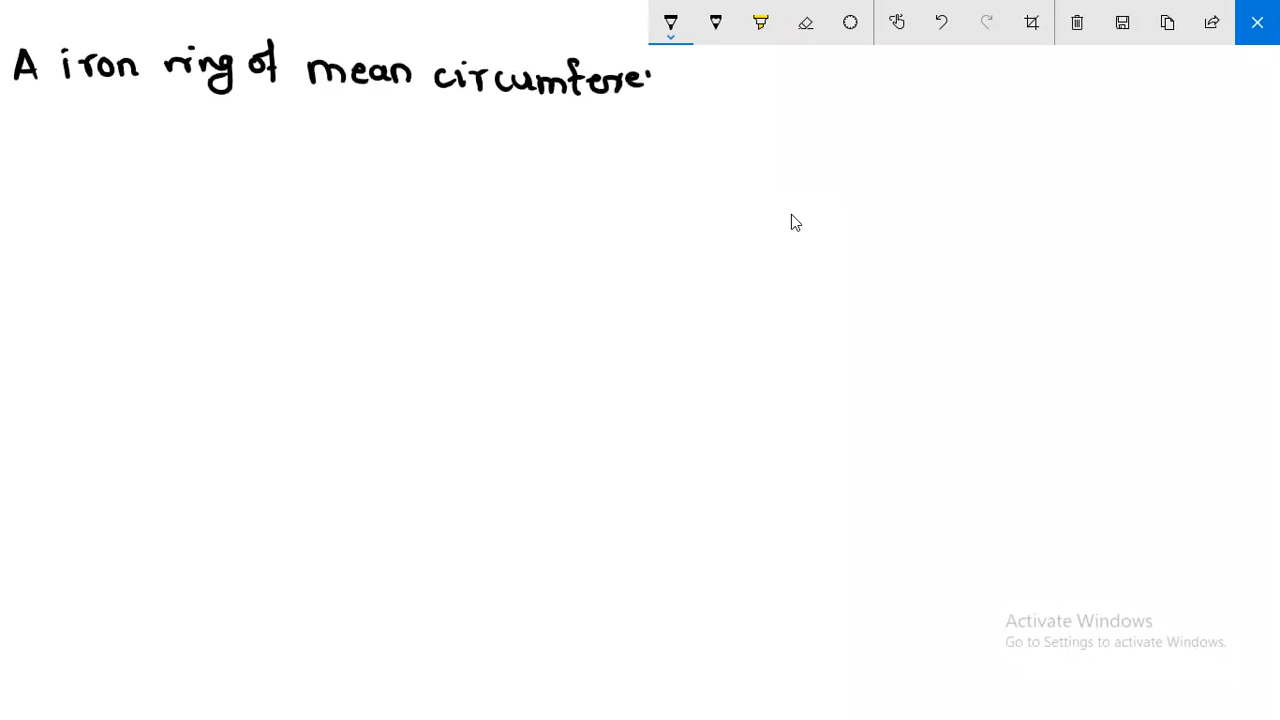 A iron ring of mean circumfere
Activate Windows
Go to Settings to activate Windows.